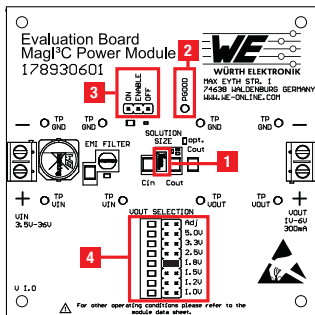 Evaluation Board
MagI³C Power Module
178930601
2
WE
WÜRTH ELEKTRONIK
MAX EYTH STR. 1
74638 WALDENBURG GERMANY
WWW.WE-ONLINE.COM
3
ON
ENABLE
OFF
PGOOD
TP
GND
TP
GND
SOLUTION
SIZE
opt.
Cout
TP
GND
TP
GND
EMI FILTER
1
Cin
Cout
TP
VIN
TP
VIN
TP
VOUT
TP
VOUT
VIN
3.5V-36V
VOUT
1V-6V
300mA
VOUT SELECTION
4
Adj
5.0V
3.3V
2.5V
1.8V
1.5V
1.2V
1.0V
V 1.0
For other operating conditions please refer to the
module data sheet.